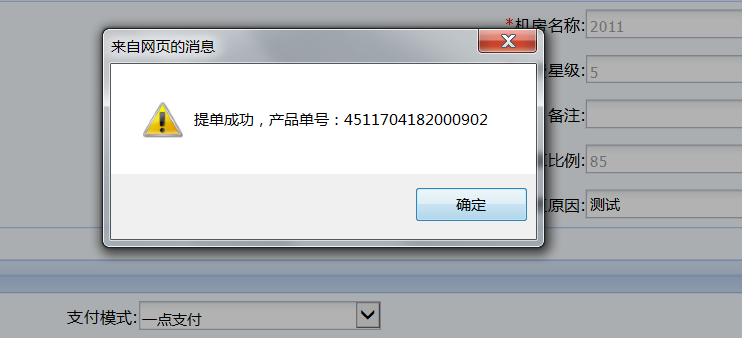 *机房名称: 2011
来自网页的消息
星级: 5
提单成功，产品单号：4511704182000902
备注:
比例: 85
确定
原因: 测试
支付模式: 一点支付